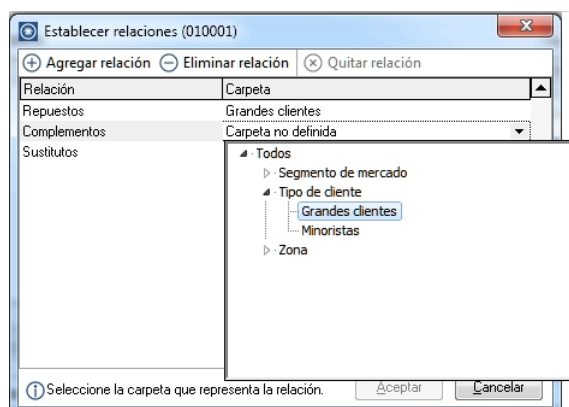 Establecer relaciones (010001)
Agregar relación Eliminar relación Quitar relación
Relación Carpeta
Repuestos Grandes clientes
Complementos Carpeta no definida
Sustitutos
Todos
Segmento de mercado
Tipo de cliente
Grandes clientes
Minoristas
Zona
Seleccione la carpeta que representa la relación. Aceptar Cancelar